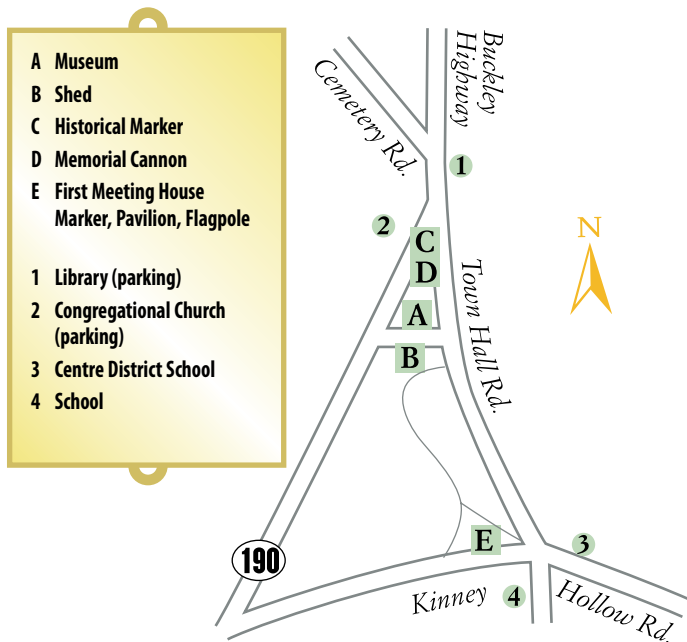 A Museum
B Shed
C Historical Marker
D Memorial Cannon
E First Meeting House
Marker, Pavilion, Flagpole
1 Library (parking)
2 Congregational Church
(parking)
3 Centre District School
4 School
Buckley
Highway
Cemetery Rd.
1
2
C
D
N
Town Hall Rd.
A
B
E
3
190
Kinney
4
Hollow Rd.